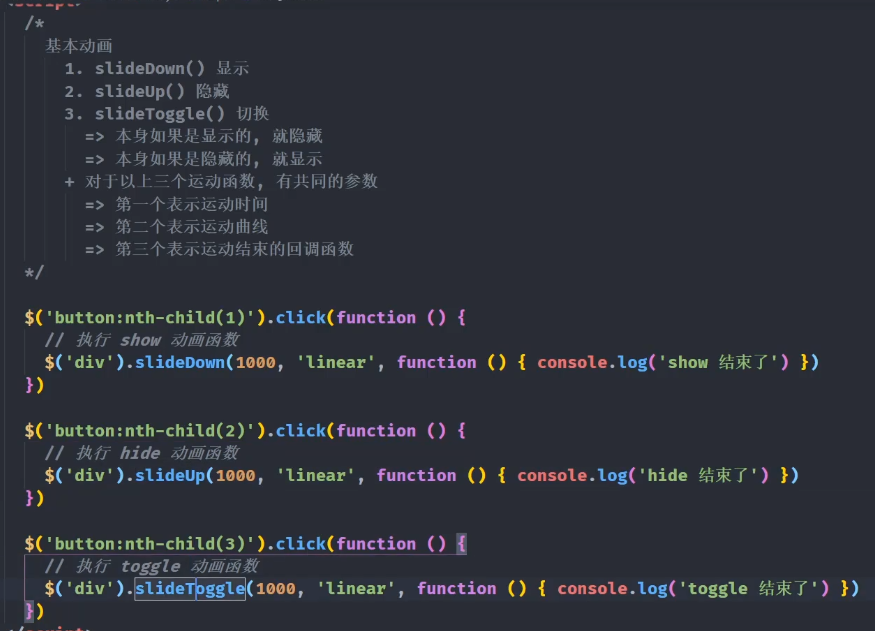 <script>
/*
基本动画
1. slideDown() 显示
2. slideUp() 隐藏
3. slideToggle() 切换
=> 本身如果是显示的, 就隐藏
=> 本身如果是隐藏的, 就显示
+ 对于以上三个运动函数, 有共同的参数
=> 第一个表示运动时间
=> 第二个表示运动曲线
=> 第三个表示运动结束的回调函数
*/
$('button:nth-child(1)').click(function () {
// 执行 show 动画函数
$('div').slideDown(1000, 'linear', function () { console.log('show 结束了') })
})
$('button:nth-child(2)').click(function () {
// 执行 hide 动画函数
$('div').slideUp(1000, 'linear', function () { console.log('hide 结束了') })
})
$('button:nth-child(3)').click(function () {
// 执行 toggle 动画函数
$('div').slideToggle(1000, 'linear', function () { console.log('toggle 结束了') })
})
</script>